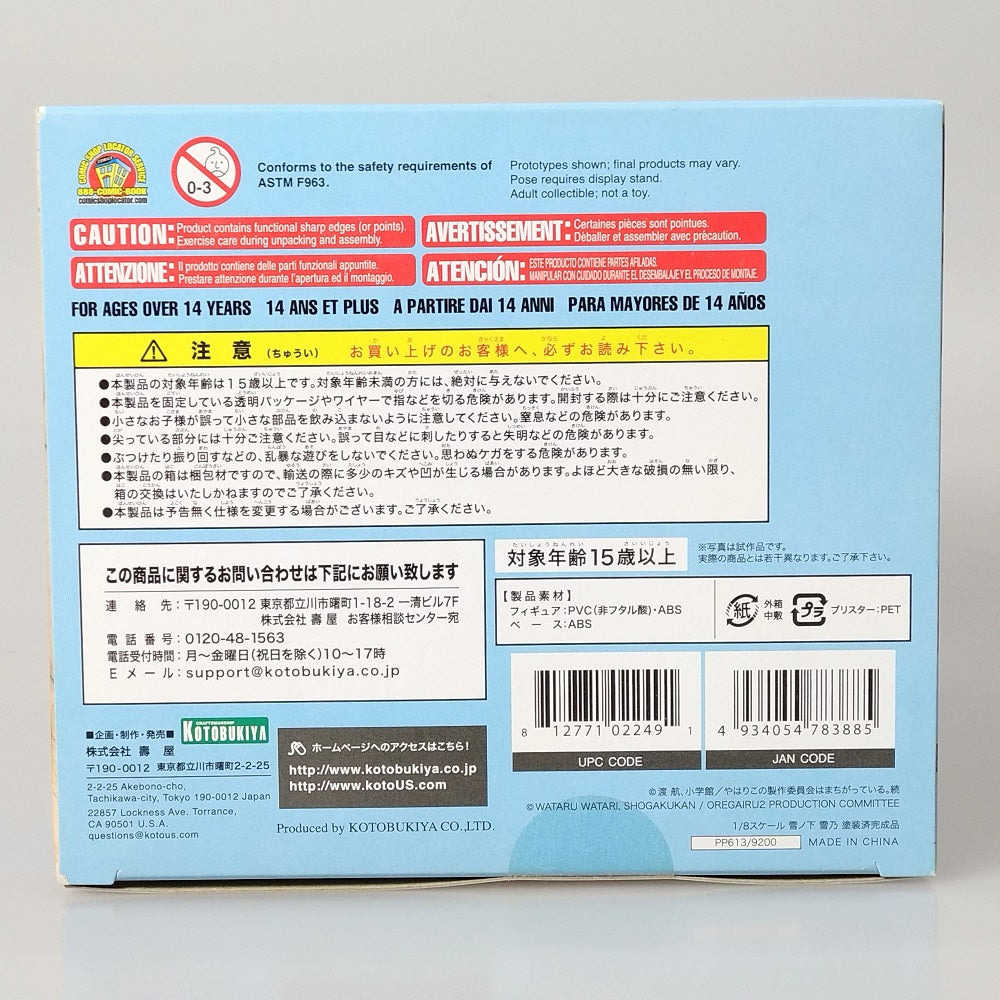 COMIC SHOP LOCATOR SERVICE
COMICS
888-COMIC-BOOK
comicshoplocator.com
0-3
Conforms to the safety requirements of
ASTM F963.
Prototypes shown; final products may vary.
Pose requires display stand.
Adult collectible; not a toy.
CAUTION: Product contains functional sharp edges (or points).
Exercise care during unpacking and assembly.
AVERTISSEMENT: Certaines pièces sont pointues.
Déballer et assembler avec précaution.
ATTENZIONE: Il prodotto contiene delle parti funzionali appuntite.
Prestare attenzione durante l'apertura ed il montaggio.
ATENCIÓN: ESTE PRODUCTO CONTIENE PARTES AFILADAS.
MANIPULAR CON CUIDADO DURANTE EL DESEMBALAJE Y EL PROCESO DE MONTAJE.
FOR AGES OVER 14 YEARS 14 ANS ET PLUS A PARTIRE DAI 14 ANNI PARA MAYORES DE 14 AÑOS
注意(ちゅうい) お買い上げのお客様へ、必ずお読み下さい。
●本製品の対象年齢は15歳以上です。対象年齢未満の方には、絶対に与えないでください。
●本製品を固定している透明パッケージやワイヤーで指などを切る危険があります。開封する際は十分にご注意ください。
●小さなお子様が誤って小さな部品を飲み込まないように注意してください。窒息などの危険があります。
●尖っている部分には十分ご注意ください。誤って目などに刺したりすると失明などの危険があります。
●ぶつけたり振り回すなどの、乱暴な遊びをしないでください。思わぬケガをする危険があります。
●本製品の箱は梱包材ですので、輸送の際に多少のキズや凹が生じる場合があります。よほど大きな破損の無い限り、
箱の交換はいたしかねますのでご了承ください。
●本製品は予告無く仕様を変更する場合がございます。ご了承ください。
この商品に関するお問い合わせは下記にお願い致します
連絡先:〒190-0012 東京都立川市曙町1-18-2 一清ビル7F
株式会社 壽屋 お客様相談センター宛
電話番号:0120-48-1563
電話受付時間:月〜金曜日(祝日を除く)10〜17時
Eメール:support@kotobukiya.co.jp
対象年齢15歳以上
※写真は試作品です。
実際の商品とは若干異なります。ご了承下さい。
【製品素材】
フィギュア:PVC(非フタル酸)・ABS
ベース:ABS
紙 外箱
中敷
プラ ブリスター:PET
8 12771 02249 1
UPC CODE
4 934054 783885
JAN CODE
■企画・制作・発売■
CRAFTSMANSHIP
KOTOBUKIYA
株式会社 壽屋
〒190-0012 東京都立川市曙町2-2-25
2-2-25 Akebono-cho,
Tachikawa-city, Tokyo 190-0012 Japan
22857 Lockness Ave. Torrance,
CA 90501 U.S.A.
questions@kotous.com
ホームページへのアクセスはこちら!
http://www.kotobukiya.co.jp
http://www.kotoUS.com
Produced by KOTOBUKIYA CO.,LTD.
©渡 航、小学館/やはりこの製作委員会はまちがっている。続
©WATARU WATARI, SHOGAKUKAN / OREGAIRU2 PRODUCTION COMMITTEE
1/8スケール 雪ノ下 雪乃 塗装済完成品
PP613/9200 MADE IN CHINA